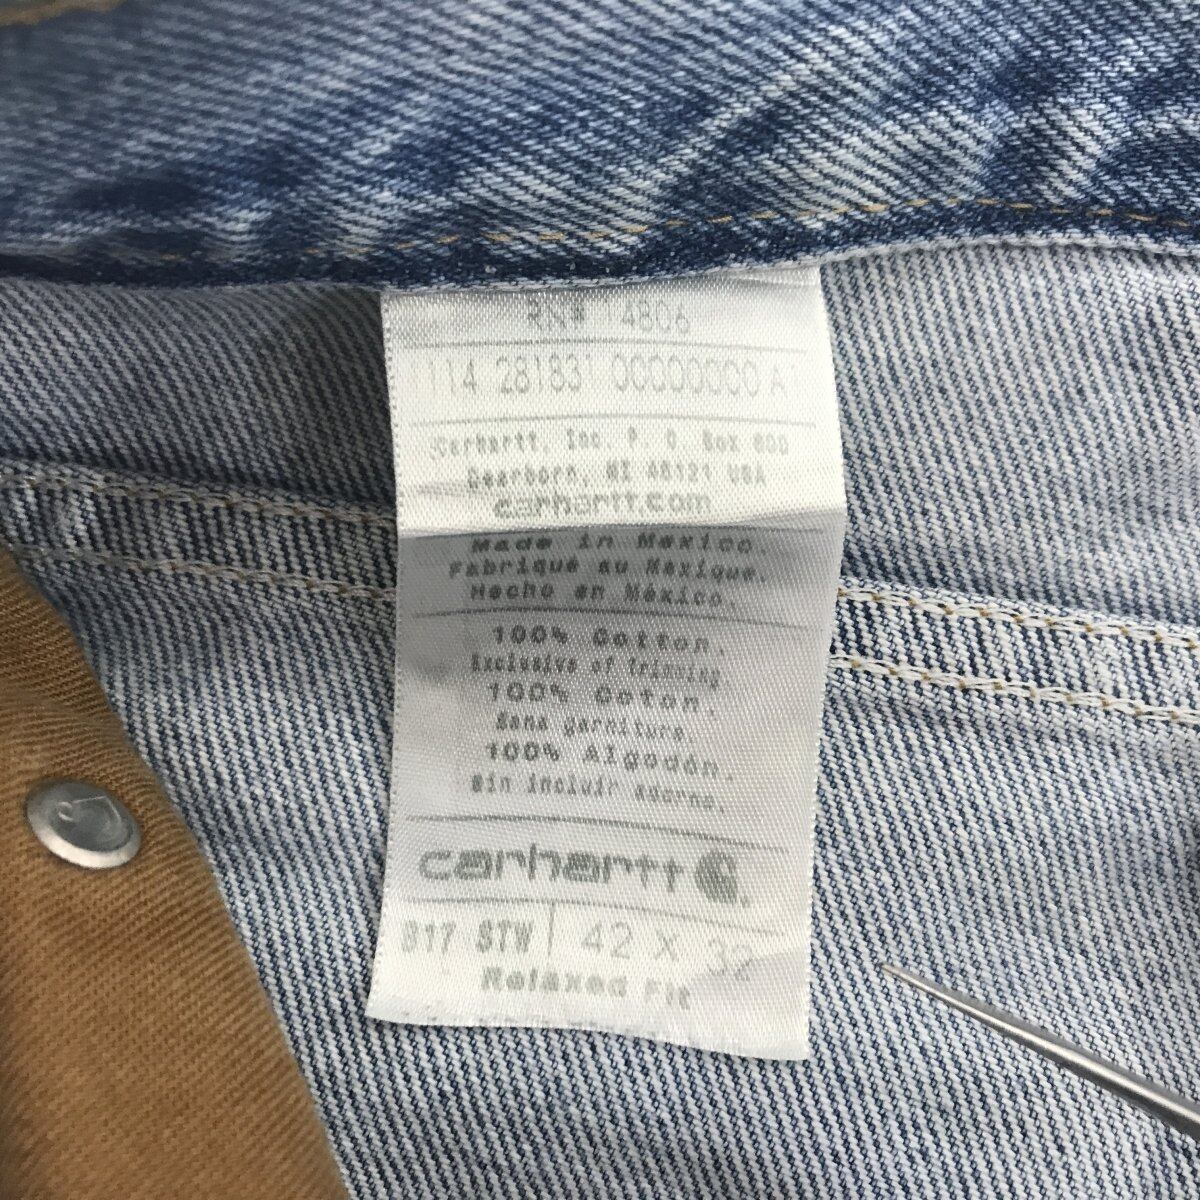 RN# 14806
114 28183 00000000 A
Carhartt, Inc. P. O. Box 600
Dearborn, MI 48121 USA
carhartt.com
Made in Mexico.
Fabriqué au Mexique.
Hecho en México.
100% Cotton.
Exclusive of trimming
100% Coton.
Sans garniture.
100% Algodón.
Sin incluir adorno.
carhartt
B17 STW 42 X 32
Relaxed Fit